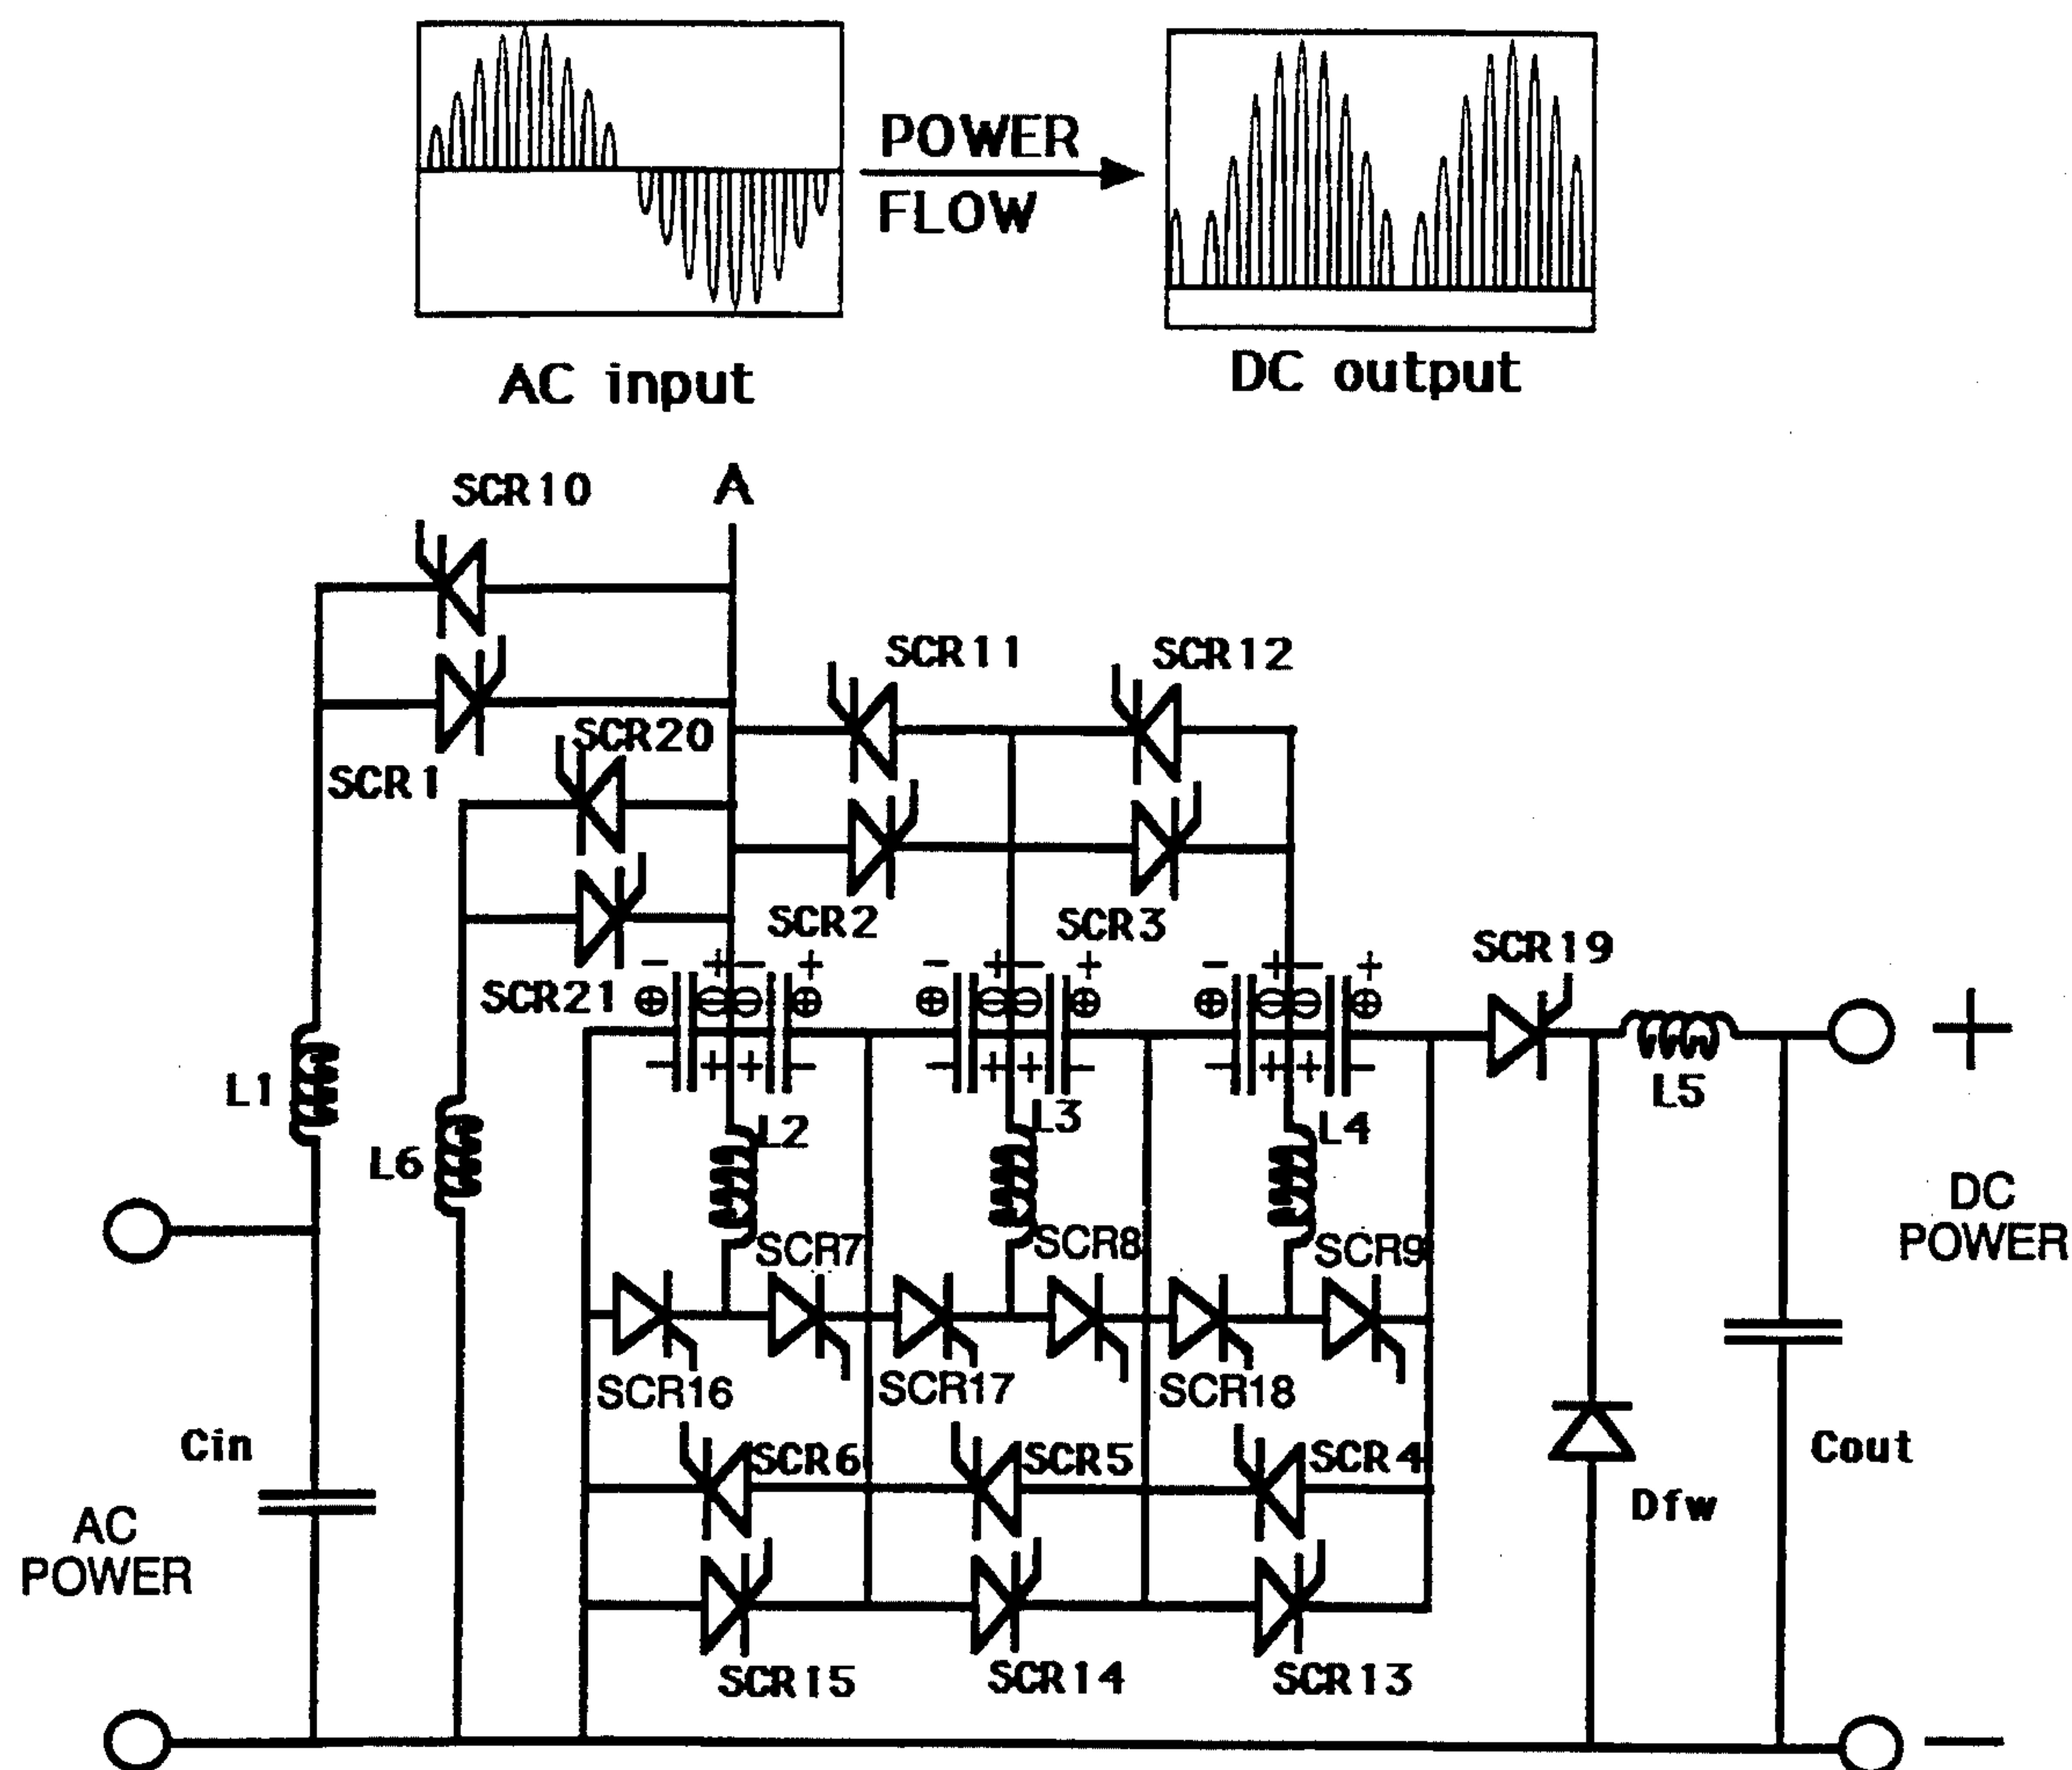 POWER
FLOW
AC input
DC output
SCR10
A
SCR11
SCR12
SCR20
SCR1
SCR2
SCR3
SCR19
SCR21
- + - +
- + - +
- + - +
⊕ ⊖ ⊖ ⊕
⊕ ⊖ ⊖ ⊕
⊕ ⊖ ⊖ ⊕
- + + -
- + + -
- + + -
+
L1
L6
L2
L3
L4
L5
DC
POWER
SCR7
SCR8
SCR9
SCR16
SCR17
SCR18
Cin
SCR6
SCR5
SCR4
Cout
Dfw
AC
POWER
SCR15
SCR14
SCR13
—